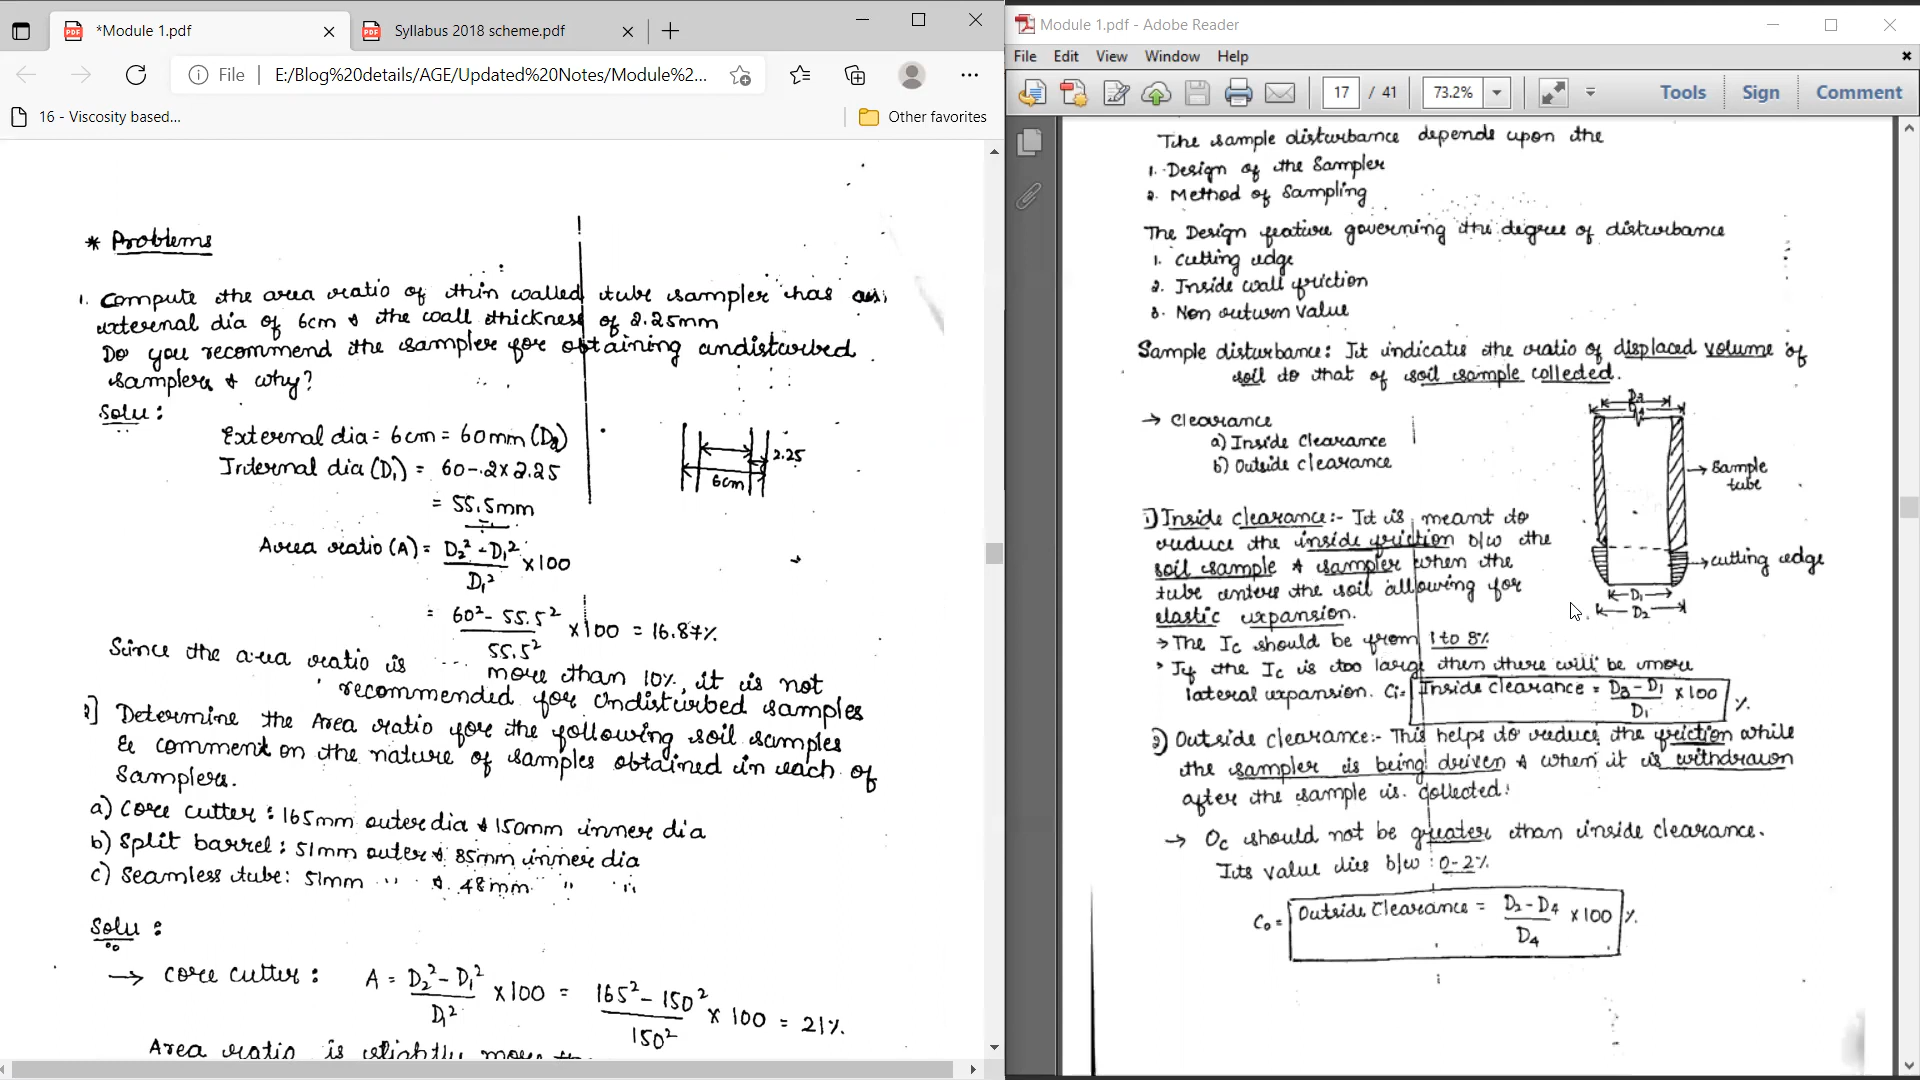 *Module 1.pdf
Syllabus 2018 scheme.pdf
File
E:/Blog%20details/AGE/Updated%20Notes/Module%2...
16 - Viscosity based...
Other favorites
* Problems
1. Compute the area ratio of thin walled tube sampler has an
external dia of 6cm & the wall thickness of 2.25mm
Do you recommend the sampler for obtaining undisturbed
samplers & why?
Solu:
External dia = 6cm = 60mm (D2)
Internal dia (D1) = 60-2x2.25
= 55.5mm
2.25
6cm
Area ratio (A) = D2² - D1² / D1² x100
= 60² - 55.5² / 55.5² x100 = 16.87%
Since the area ratio is more than 10%, it is not
recommended for Undisturbed samples
2] Determine the Area ratio for the following soil samples
& comment on the nature of samples obtained in each of
Samplers.
a) Core cutter: 165mm outer dia & 150mm inner dia
b) Split barrel: 51mm outer & 35mm inner dia
c) Seamless tube: 51mm " & 48mm " "
Solu:
→ Core cutter: A = D2² - D1² / D1² x100 = 165² - 150² / 150² x 100 = 21%.
Area ratio is slightly more
Module 1.pdf - Adobe Reader
File Edit View Window Help
17 / 41
73.2%
Tools
Sign
Comment
The sample disturbance depends upon the
1. Design of the Sampler
2. Method of Sampling
The Design feature governing the degree of disturbance
1. Cutting edge
2. Inside wall friction
3. Non return value
Sample disturbance: It indicates the ratio of displaced volume of
soil to that of soil sample collected.
→ Clearance
a) Inside Clearance
b) Outside clearance
D3
D4
→ Sample
tube
→ cutting edge
D1
D2
1) Inside clearance:- It is meant to
reduce the inside friction b/w the
soil sample & sampler when the
tube enters the soil allowing for
elastic expansion.
→ The Ic should be from 1 to 3%
If the Ic is too large then there will be more
lateral expansion. Ci= Inside Clearance = D3 - D1 / D1 x100 %.
2) Outside clearance:- This helps to reduce the friction while
the sampler is being driven & when it is withdrawn
after the sample is collected.
→ Oc should not be greater than inside clearance.
Its value lies b/w 0-2%
Co= Outside Clearance = D2 - D4 / D4 x100 %.